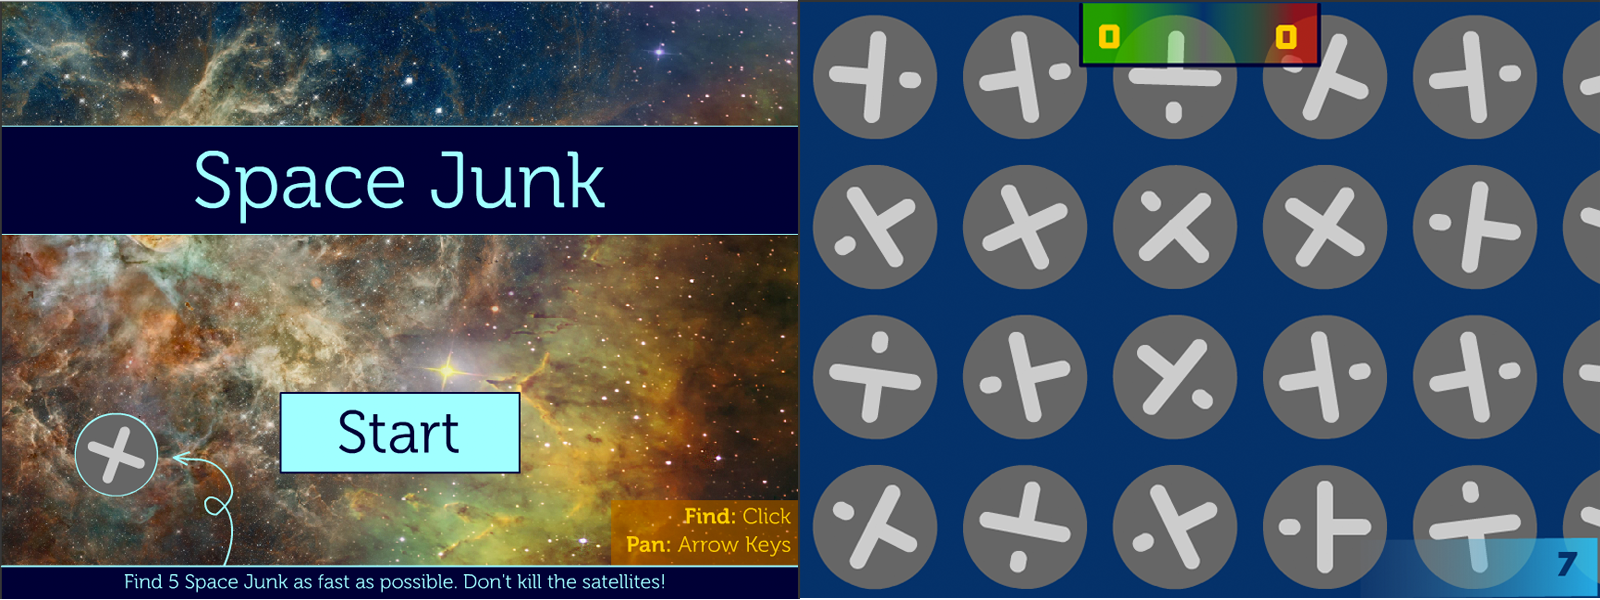 Space Junk
Start
Find: Click
Pan: Arrow Keys
Find 5 Space Junk as fast as possible. Don't kill the satellites!
0 0
7